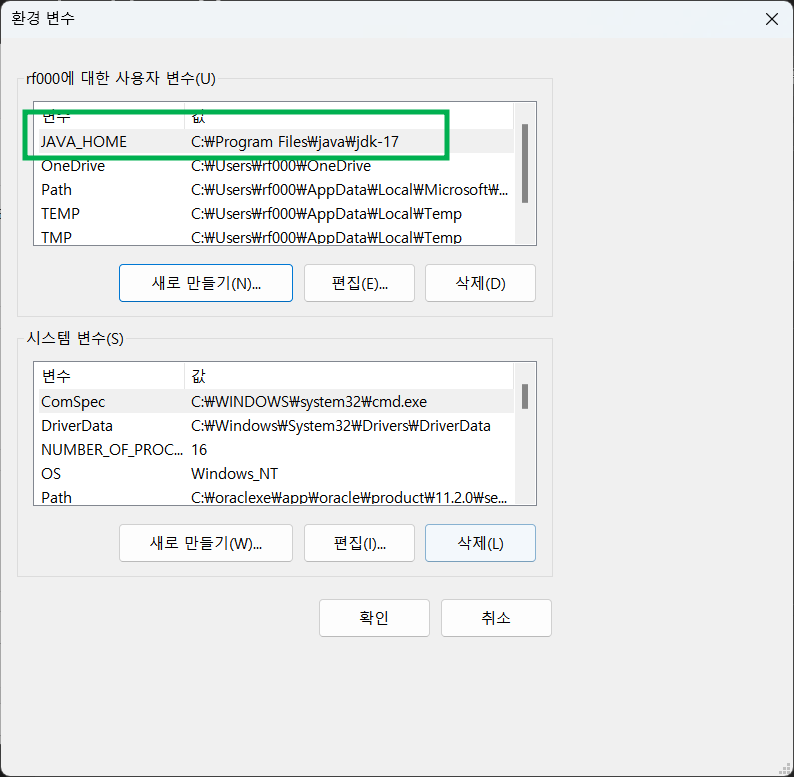 환경 변수
rf000에 대한 사용자 변수(U)
변수 값
JAVA_HOME C:₩Program Files₩java₩jdk-17
OneDrive C:₩Users₩rf000₩OneDrive
Path C:₩Users₩rf000₩AppData₩Local₩Microsoft₩...
TEMP C:₩Users₩rf000₩AppData₩Local₩Temp
TMP C:₩Users₩rf000₩AppData₩Local₩Temp
새로 만들기(N)... 편집(E)... 삭제(D)
시스템 변수(S)
변수 값
ComSpec C:₩WINDOWS₩system32₩cmd.exe
DriverData C:₩Windows₩System32₩Drivers₩DriverData
NUMBER_OF_PROC... 16
OS Windows_NT
Path C:₩oraclexe₩app₩oracle₩product₩11.2.0₩se...
새로 만들기(W)... 편집(I)... 삭제(L)
확인 취소